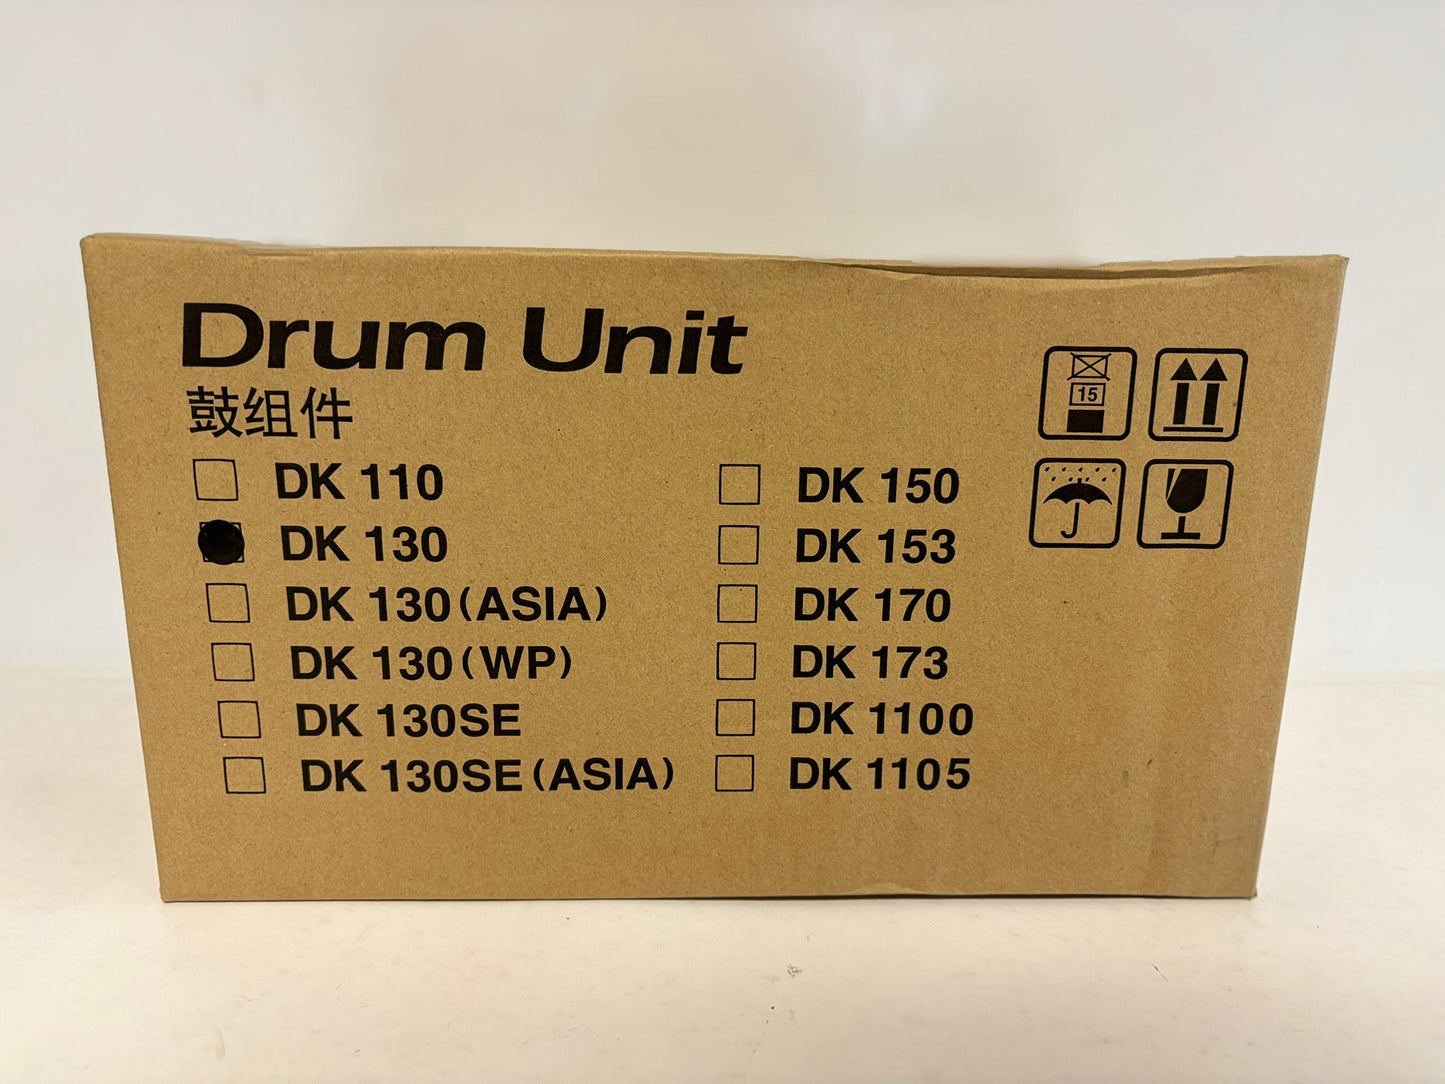 Drum Unit
鼓组件
DK 110
DK 130
DK 130(ASIA)
DK 130(WP)
DK 130SE
DK 130SE(ASIA)
DK 150
DK 153
DK 170
DK 173
DK 1100
DK 1105
15